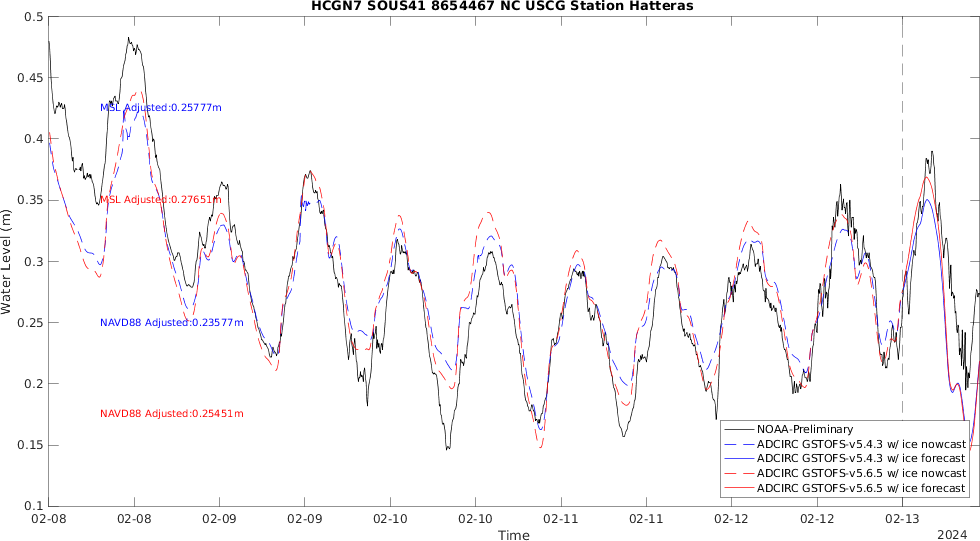 HCGN7 SOUS41 8654467 NC USCG Station Hatteras
0.5
0.45
0.4
0.35
0.3
0.25
0.2
0.15
0.1
Water Level (m)
MSL Adjusted:0.25777m
MSL Adjusted:0.27651m
NAVD88 Adjusted:0.23577m
NAVD88 Adjusted:0.25451m
NOAA-Preliminary
ADCIRC GSTOFS-v5.4.3 w/ ice nowcast
ADCIRC GSTOFS-v5.4.3 w/ ice forecast
ADCIRC GSTOFS-v5.6.5 w/ ice nowcast
ADCIRC GSTOFS-v5.6.5 w/ ice forecast
02-08 02-08 02-09 02-09 02-10 02-10 02-11 02-11 02-12 02-12 02-13
Time
2024